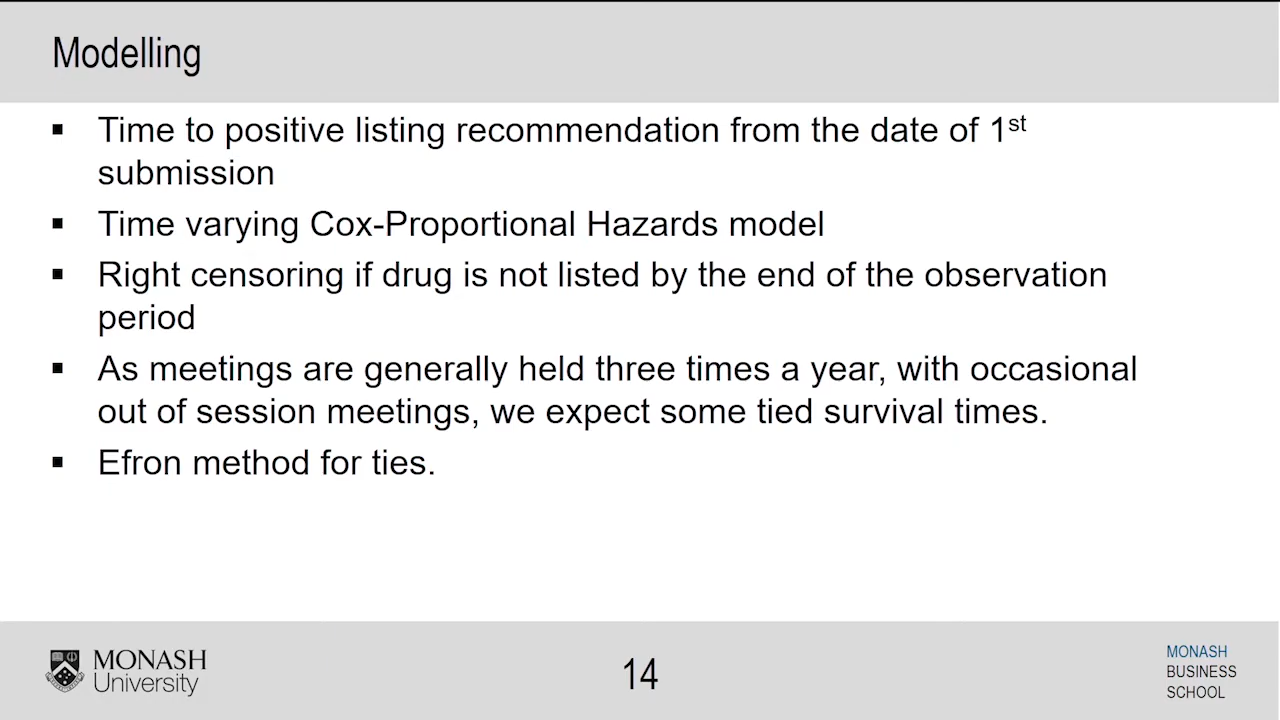 Modelling
▪ Time to positive listing recommendation from the date of 1st
submission
▪ Time varying Cox-Proportional Hazards model
▪ Right censoring if drug is not listed by the end of the observation
period
▪ As meetings are generally held three times a year, with occasional
out of session meetings, we expect some tied survival times.
▪ Efron method for ties.
MONASH
University
14
MONASH
BUSINESS
SCHOOL